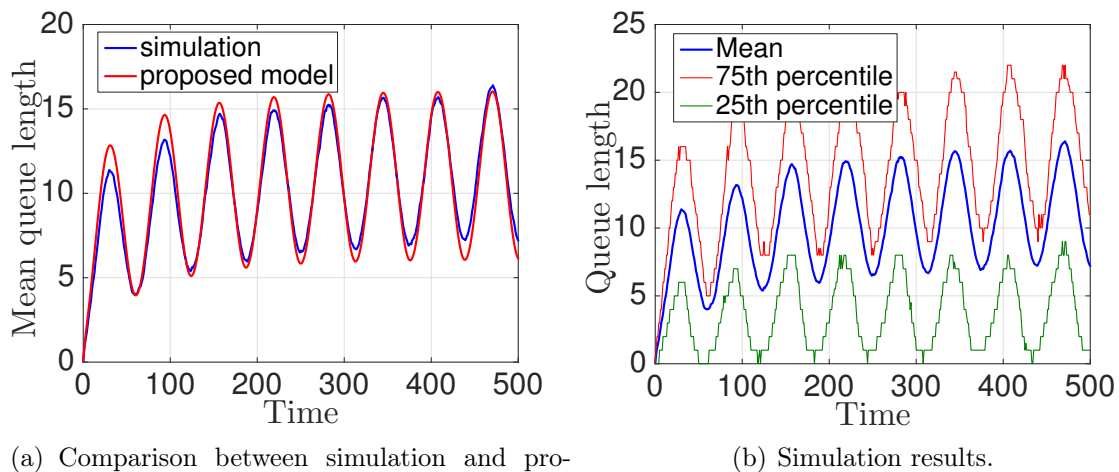 20
15
10
5
0
Mean queue length
simulation
proposed model
0 100 200 300 400 500
Time
(a) Comparison between simulation and pro-
25
20
15
10
5
0
Queue length
Mean
75th percentile
25th percentile
0 100 200 300 400 500
Time
(b) Simulation results.